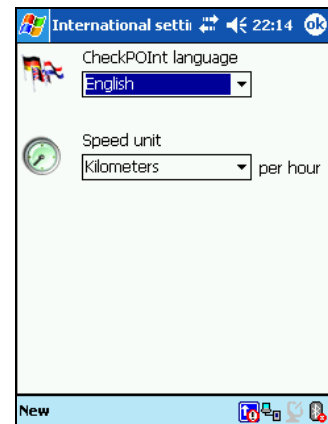 International setti 22:14 ok
CheckPOInt language
English
Speed unit
Kilometers per hour
New